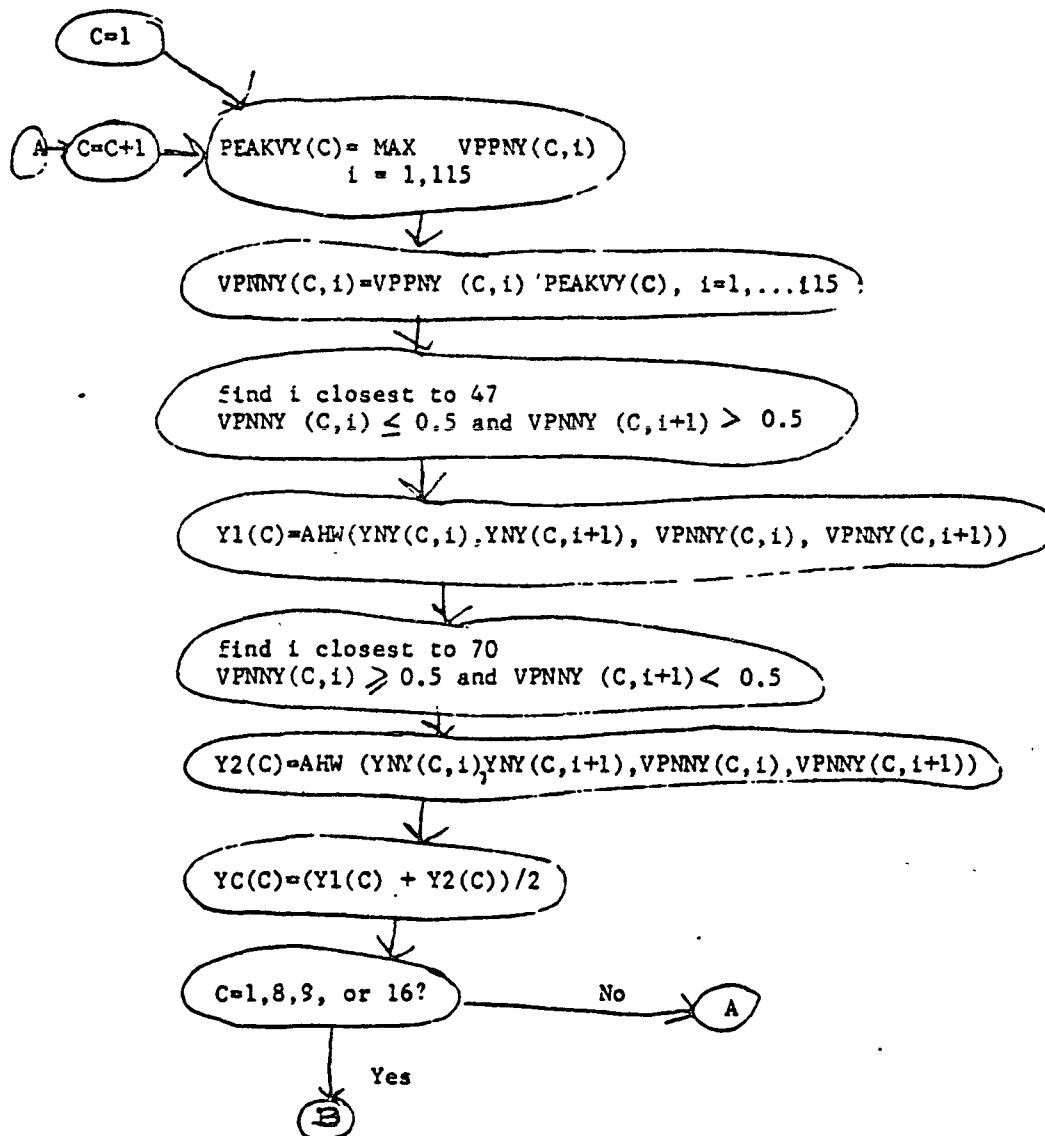 C=1
A C=C+1
PEAKVY(C)= MAX VPPNY(C,i)
i = 1,115
VPNNY(C,i)=VPPNY (C,i) 'PEAKVY(C), i=1,...i15
find i closest to 47
VPNNY (C,i) ≤ 0.5 and VPNNY (C,i+1) > 0.5
Y1(C)=AHW(YNY(C,i),YNY(C,i+1), VPNNY(C,i), VPNNY(C,i+1))
find i closest to 70
VPNNY(C,i) ≥ 0.5 and VPNNY (C,i+1)< 0.5
Y2(C)=AHW (YNY(C,i),YNY(C,i+1),VPNNY(C,i),VPNNY(C,i+1))
YC(C)=(Y1(C) + Y2(C))/2
C=1,8,9, or 16?
No
A
Yes
B